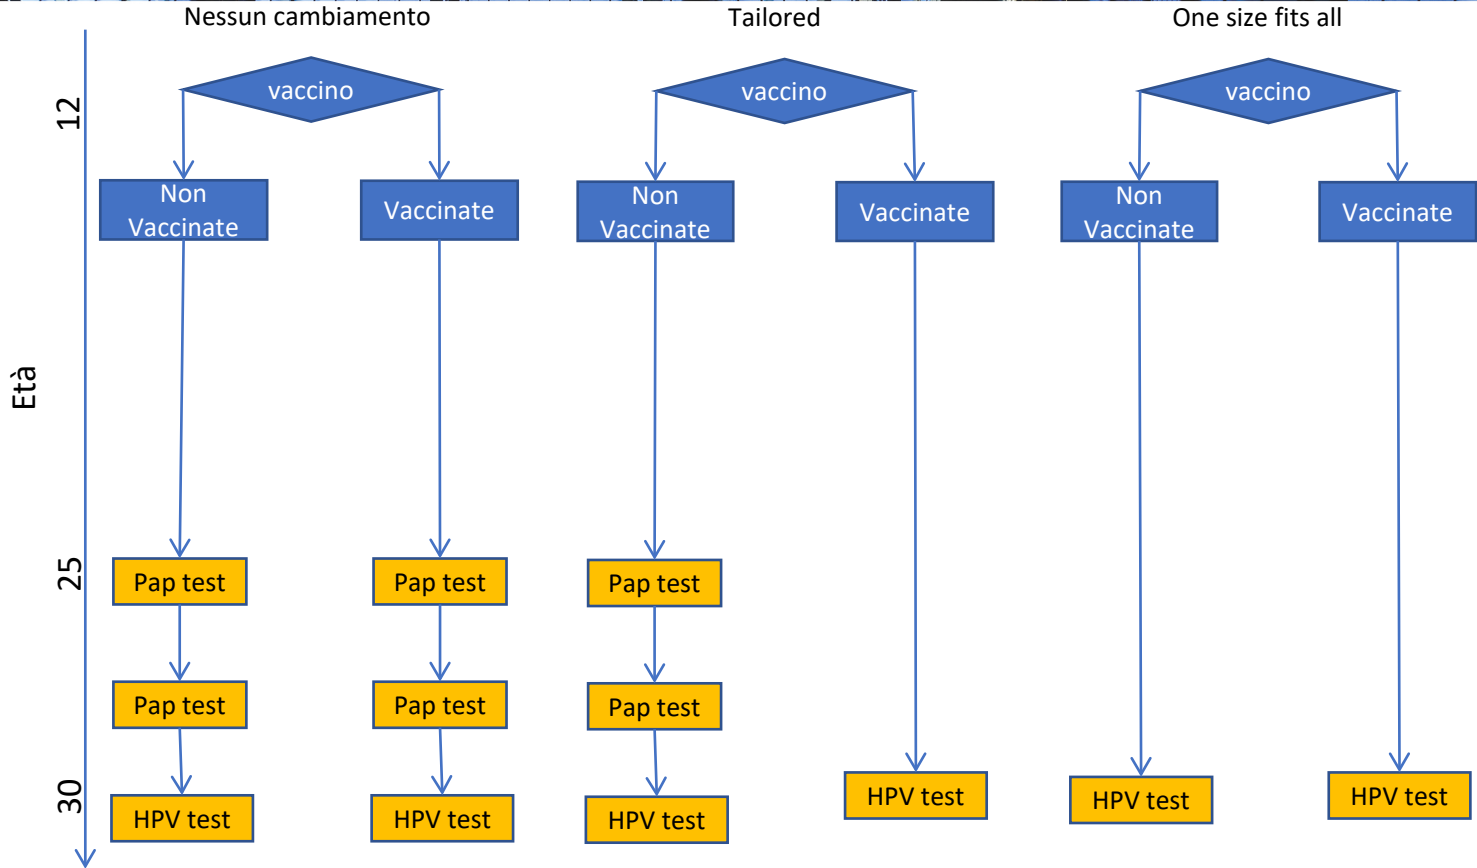 Nessun cambiamento
Tailored
One size fits all
12
vaccino
vaccino
vaccino
Non
Vaccinate
Vaccinate
Non
Vaccinate
Vaccinate
Non
Vaccinate
Vaccinate
Età
25
Pap test
Pap test
Pap test
Pap test
Pap test
Pap test
30
HPV test
HPV test
HPV test
HPV test
HPV test
HPV test